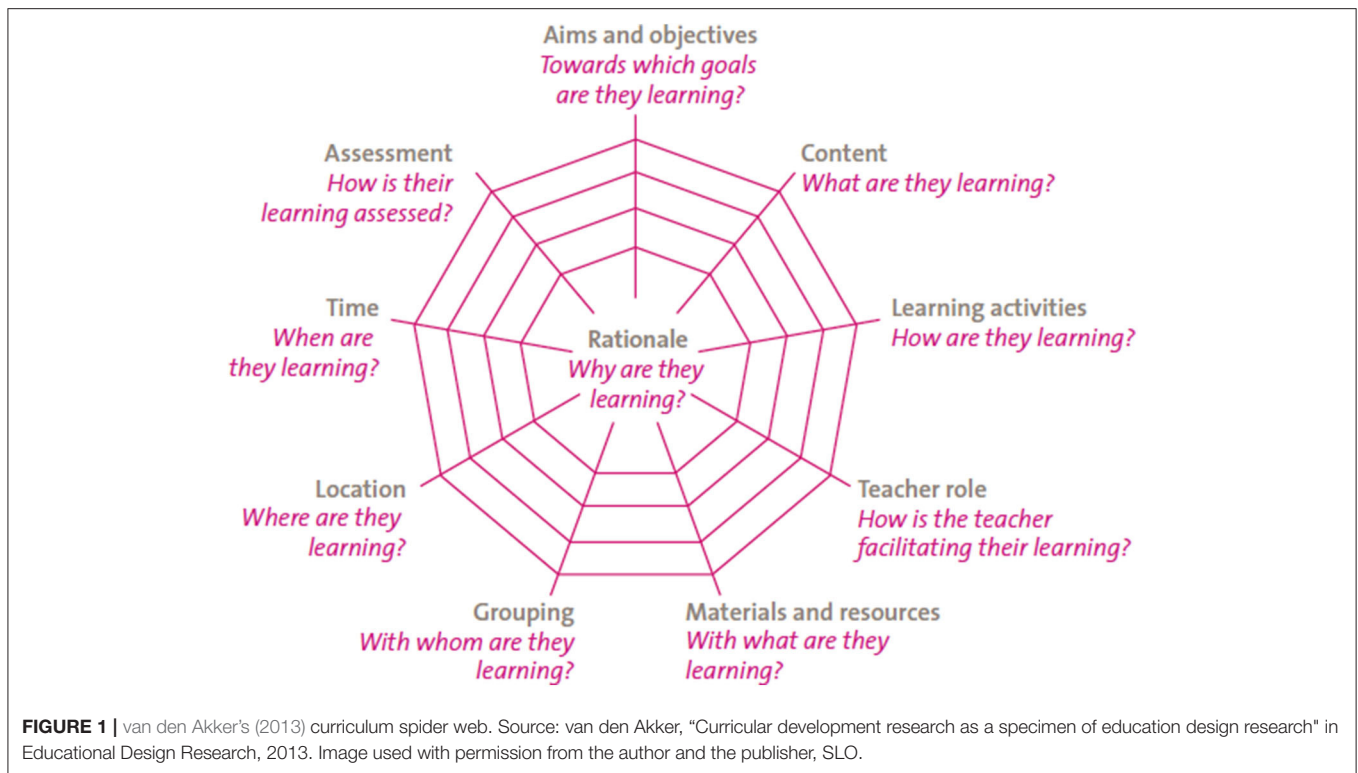 Aims and objectives
Towards which goals
are they learning?
Content
What are they learning?
Learning activities
How are they learning?
Teacher role
How is the teacher
facilitating their learning?
Materials and resources
With what are they
learning?
Grouping
With whom are they
learning?
Location
Where are they
learning?
Time
When are
they learning?
Assessment
How is their
learning assessed?
Rationale
Why are they
learning?
FIGURE 1 | van den Akker's (2013) curriculum spider web. Source: van den Akker, “Curricular development research as a specimen of education design research" in
Educational Design Research, 2013. Image used with permission from the author and the publisher, SLO.